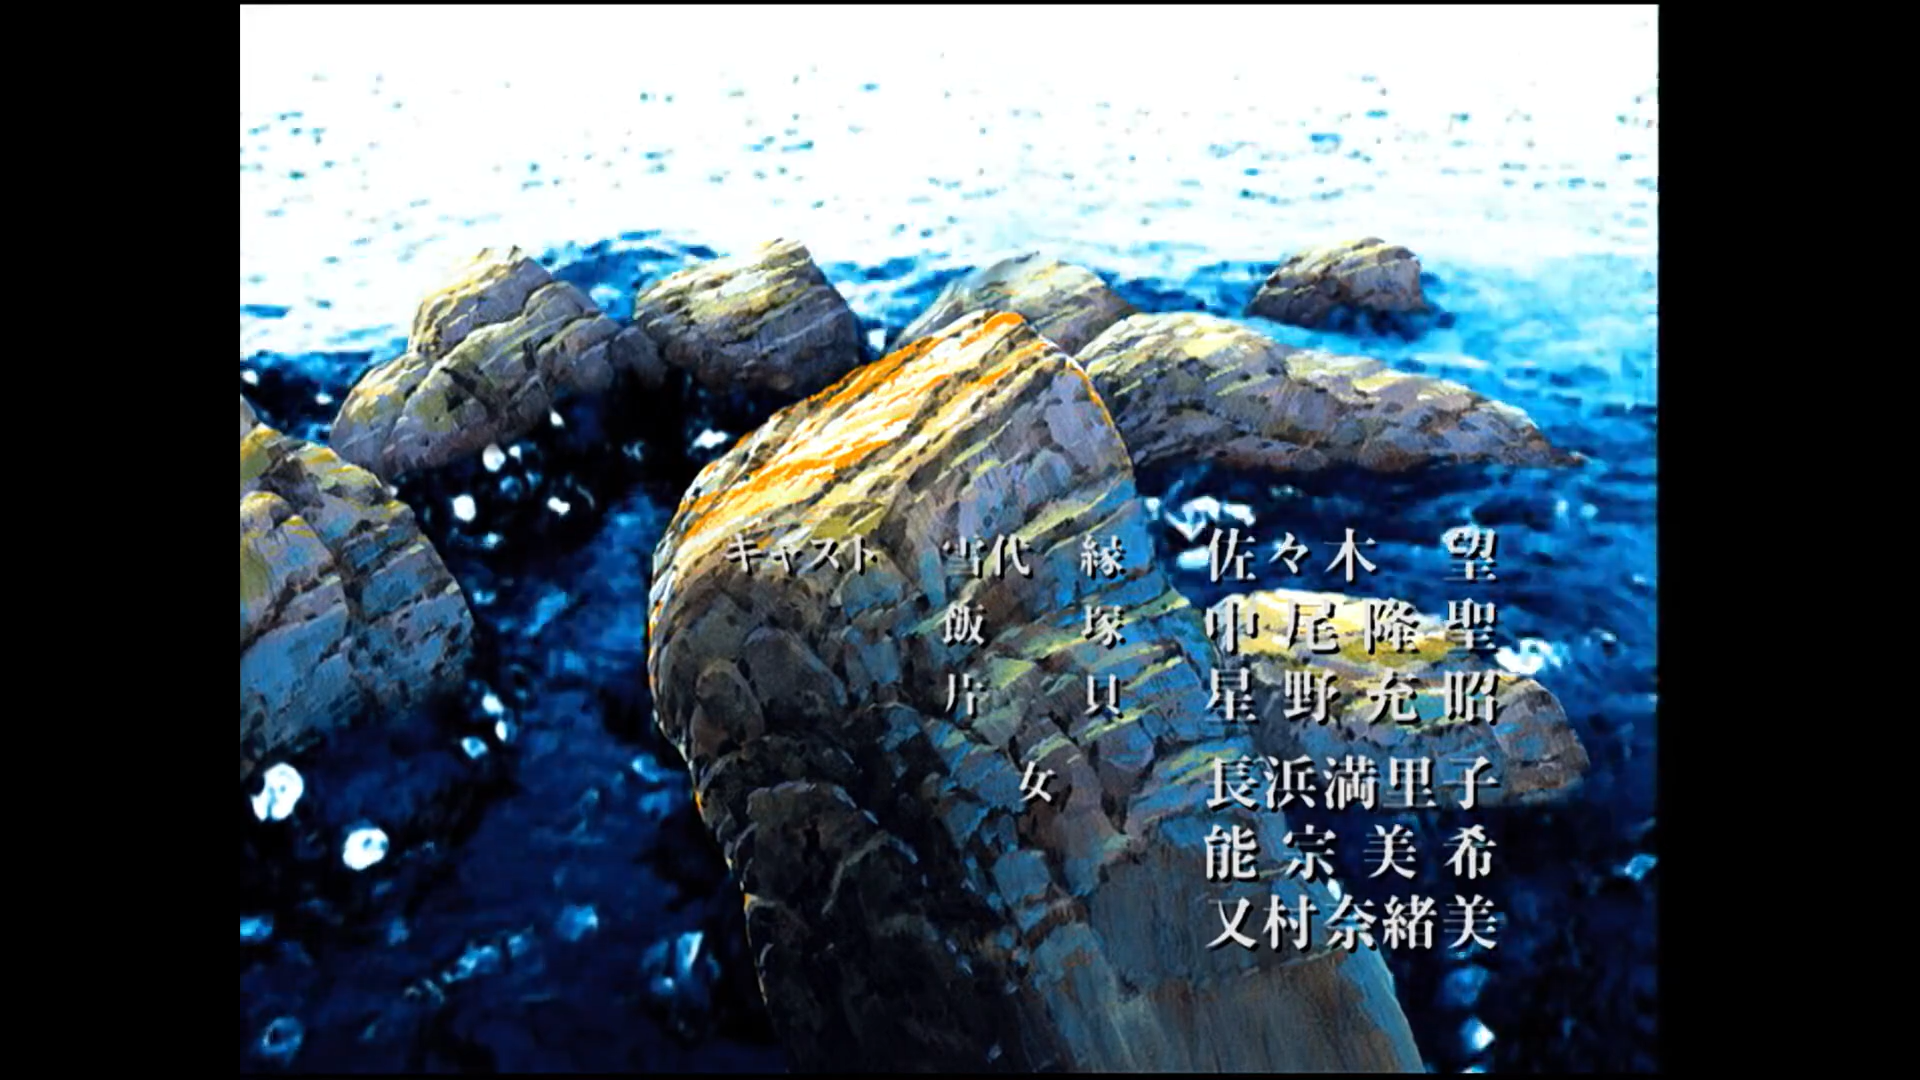 キャスト 当代 縁 佐々木 望
飯塚 中尾隆聖
片貝 星野充昭
女 長浜満里子
能宗美希
又村奈緒美